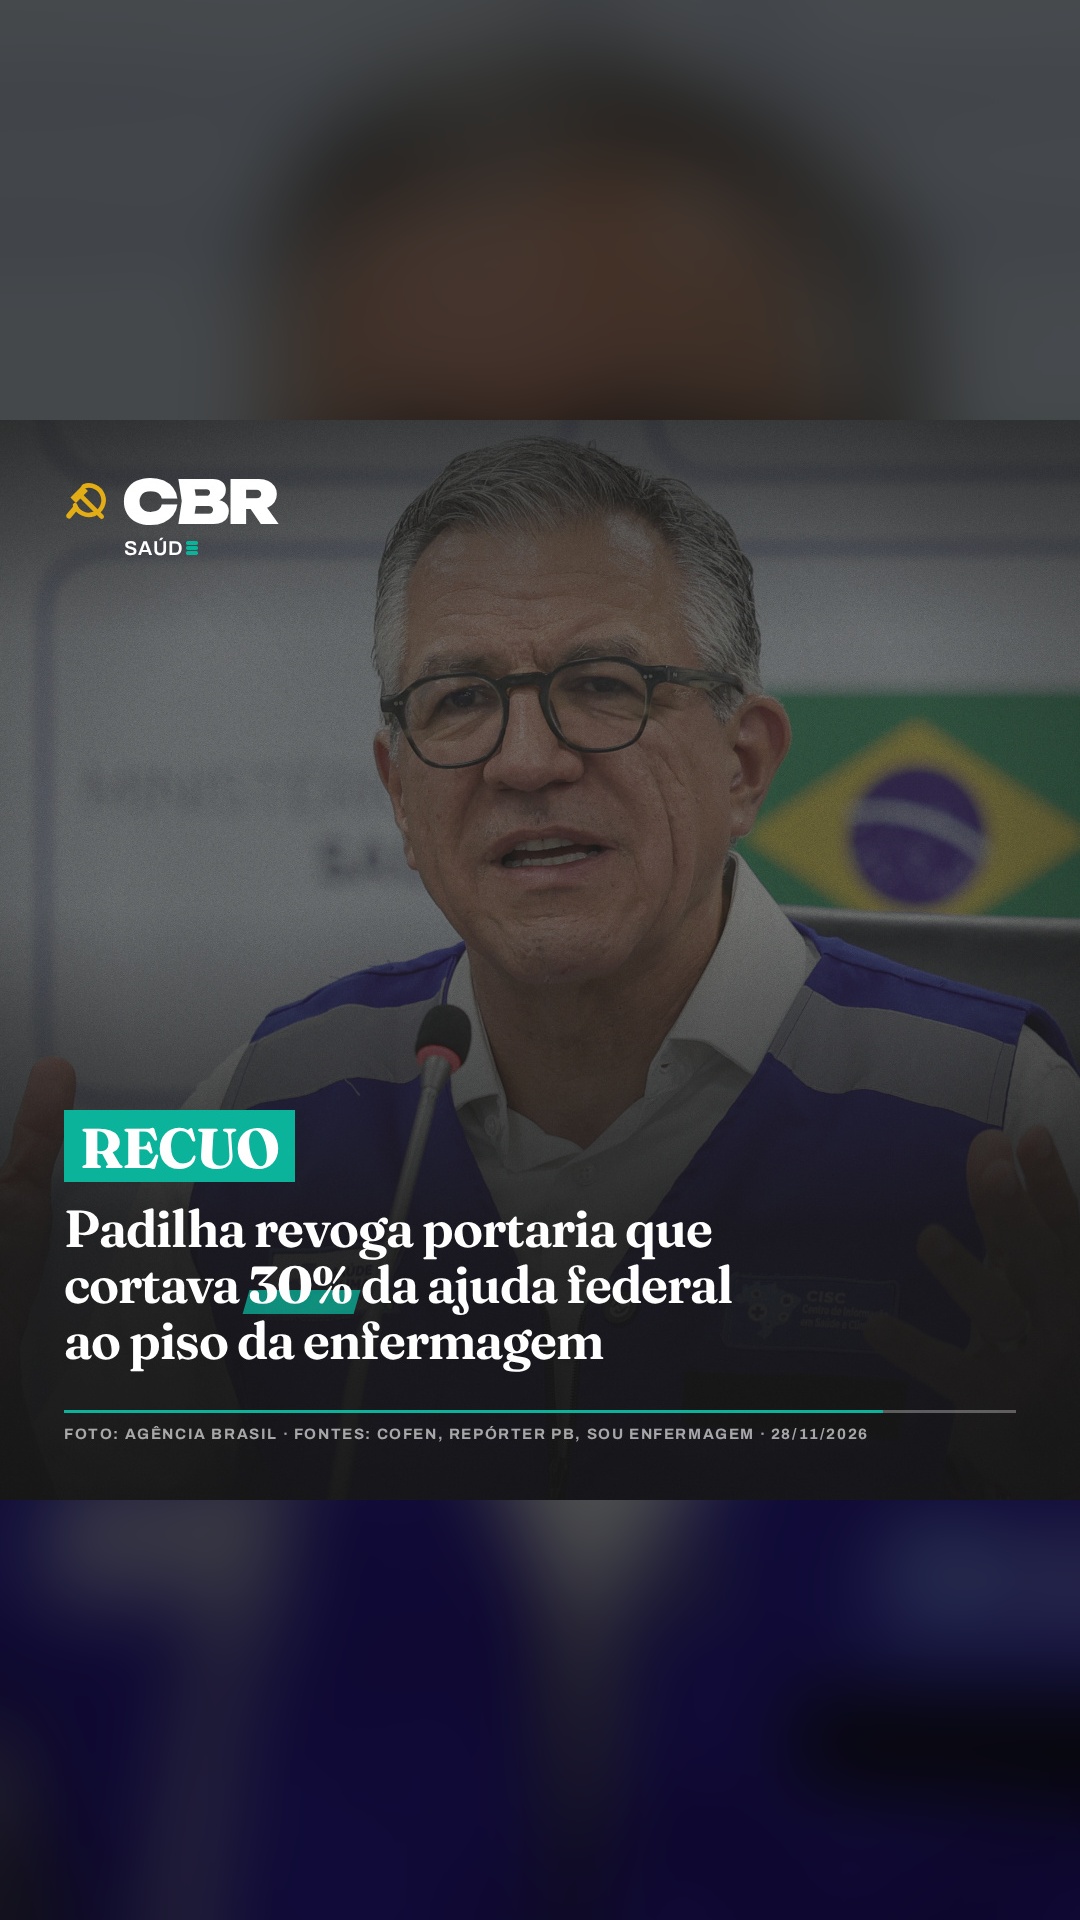 CBR
SAÚDE
RECUO
Padilha revoga portaria que
cortava 30% da ajuda federal
ao piso da enfermagem
CISC
FOTO: AGÊNCIA BRASIL · FONTES: COFEN, REPÓRTER PB, SOU ENFERMAGEM · 28/11/2026